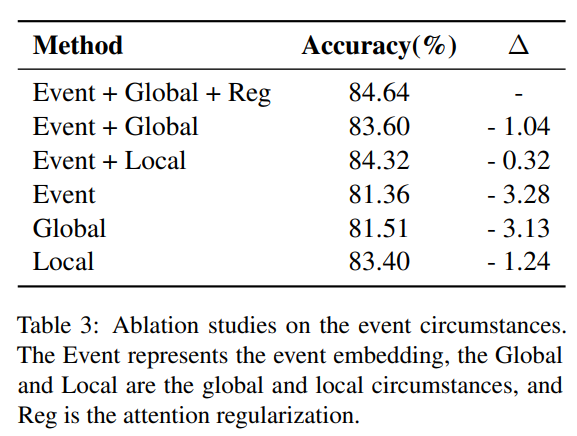 Method Accuracy(%) Δ
Event + Global + Reg 84.64 -
Event + Global 83.60 - 1.04
Event + Local 84.32 - 0.32
Event 81.36 - 3.28
Global 81.51 - 3.13
Local 83.40 - 1.24
Table 3: Ablation studies on the event circumstances.
The Event represents the event embedding, the Global
and Local are the global and local circumstances, and
Reg is the attention regularization.